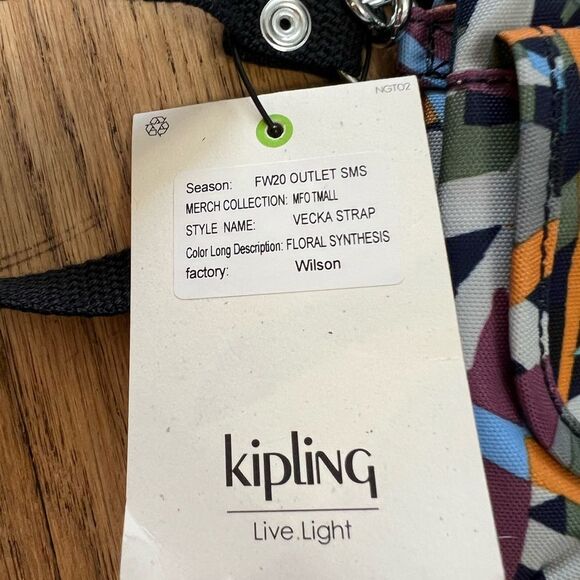 NGT02
Season: FW20 OUTLET SMS
MERCH COLLECTION: MFO TMALL
STYLE NAME: VECKA STRAP
Color Long Description: FLORAL SYNTHESIS
factory: Wilson
kipling
Live.Light